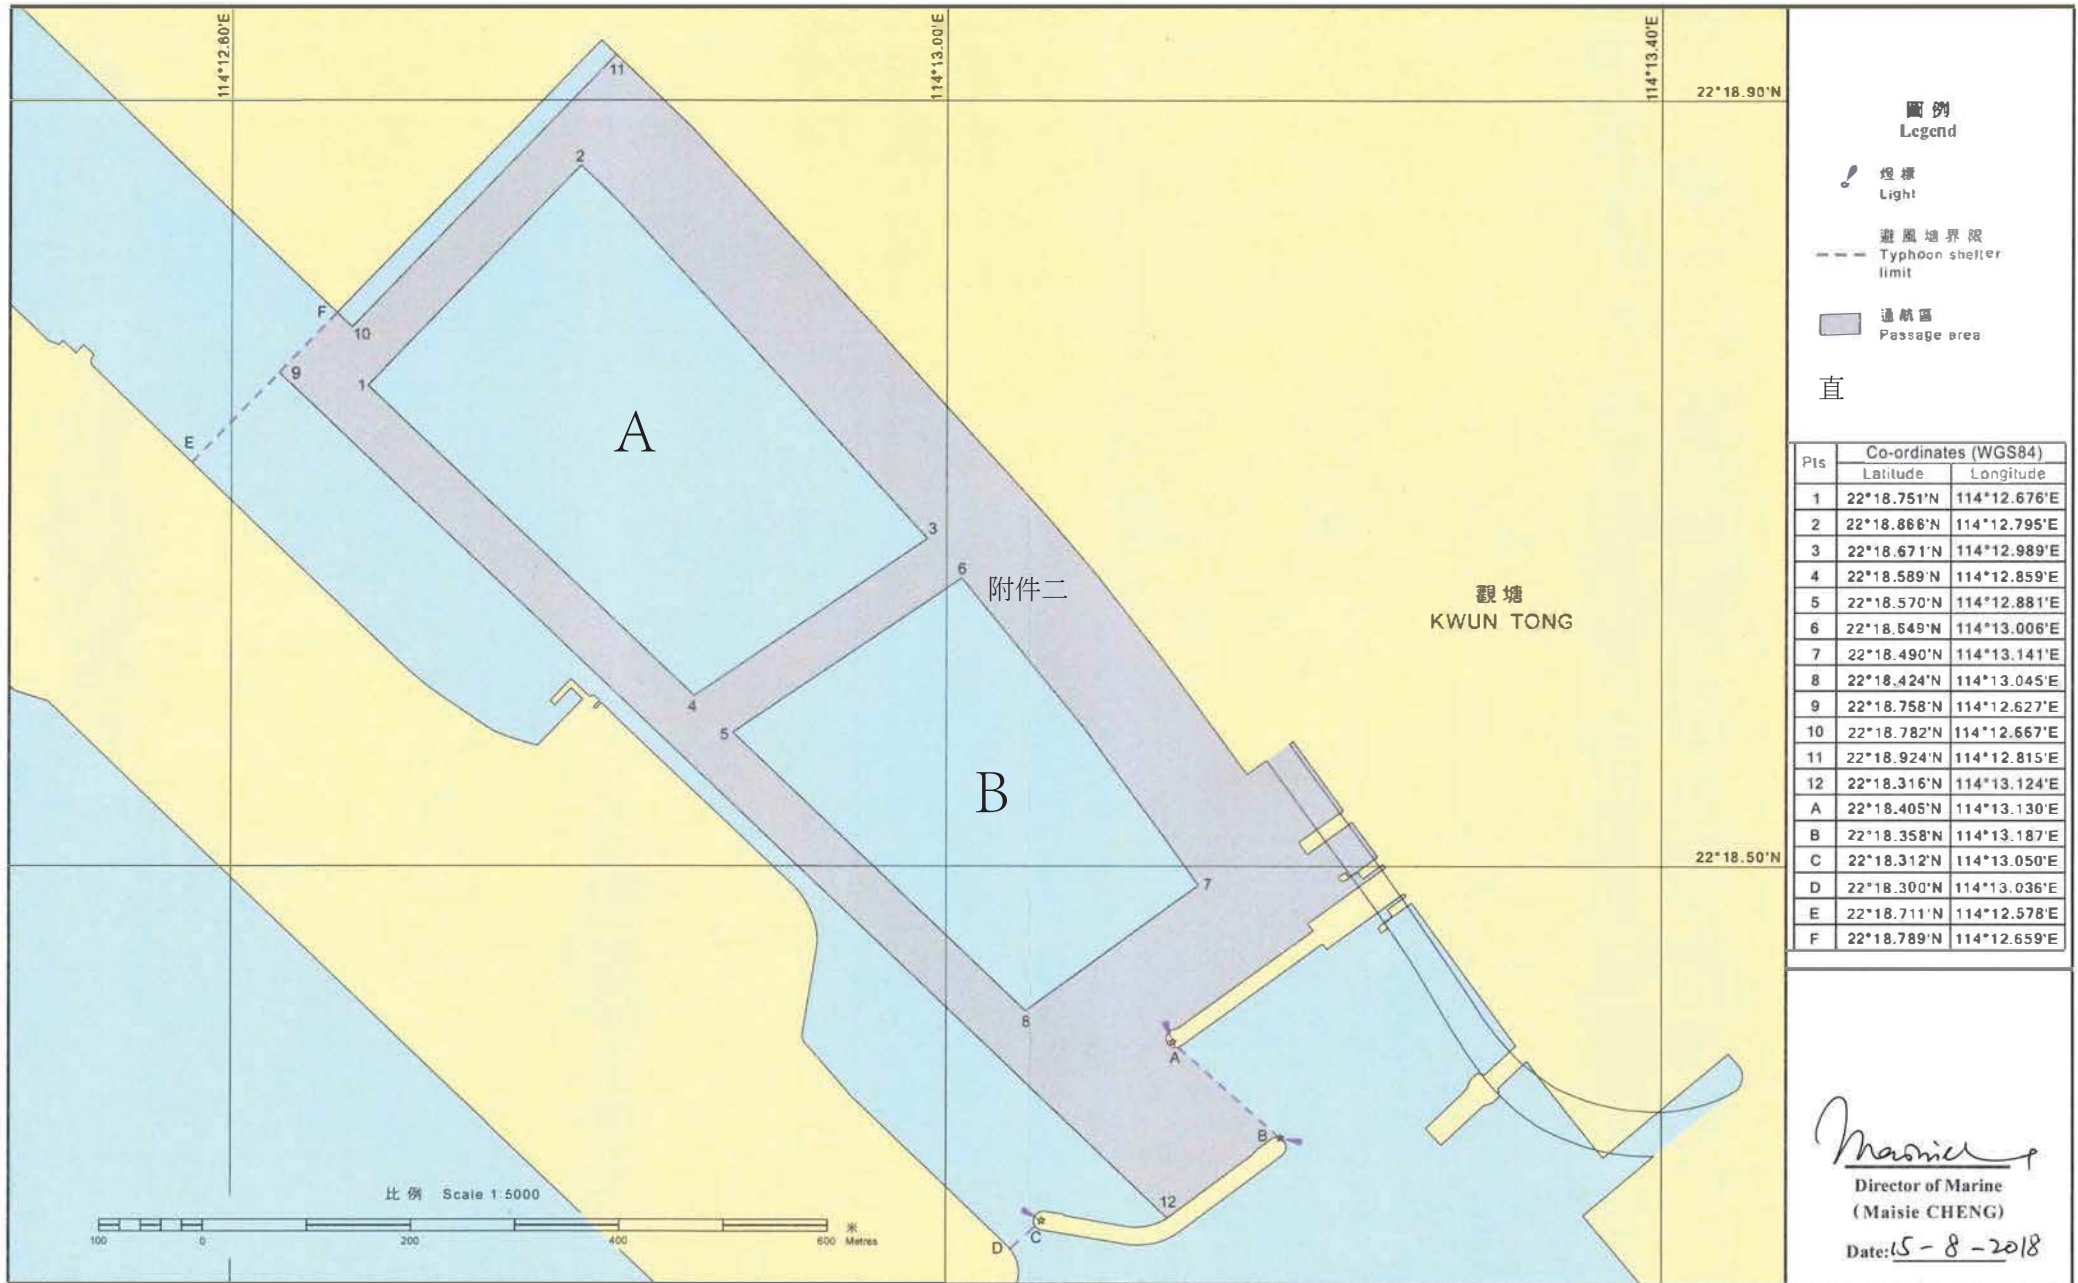 114°12.60'E
114°13.00'E
114°13.40'E
22°18.90'N
11
2
F
10
9
1
E
A
3
6
附件二
觀塘
KWUN TONG
4
5
B
22°18.50'N
7
8
A
B
12
C
D
比例 Scale 1:5000
100 0 200 400 600 米 Metres
圖例
Legend
燈標
Light
避風塘界限
Typhoon shelter
limit
通航區
Passage area
直
Pts Co-ordinates (WGS84)
Latitude Longitude
1 22°18.751'N 114°12.676'E
2 22°18.866'N 114°12.795'E
3 22°18.671'N 114°12.989'E
4 22°18.589'N 114°12.859'E
5 22°18.570'N 114°12.881'E
6 22°18.649'N 114°13.006'E
7 22°18.490'N 114°13.141'E
8 22°18.424'N 114°13.045'E
9 22°18.758'N 114°12.627'E
10 22°18.782'N 114°12.667'E
11 22°18.924'N 114°12.815'E
12 22°18.316'N 114°13.124'E
A 22°18.405'N 114°13.130'E
B 22°18.358'N 114°13.187'E
C 22°18.312'N 114°13.050'E
D 22°18.300'N 114°13.036'E
E 22°18.711'N 114°12.578'E
F 22°18.789'N 114°12.659'E
Director of Marine
(Maisie CHENG)
Date: 15-8-2018